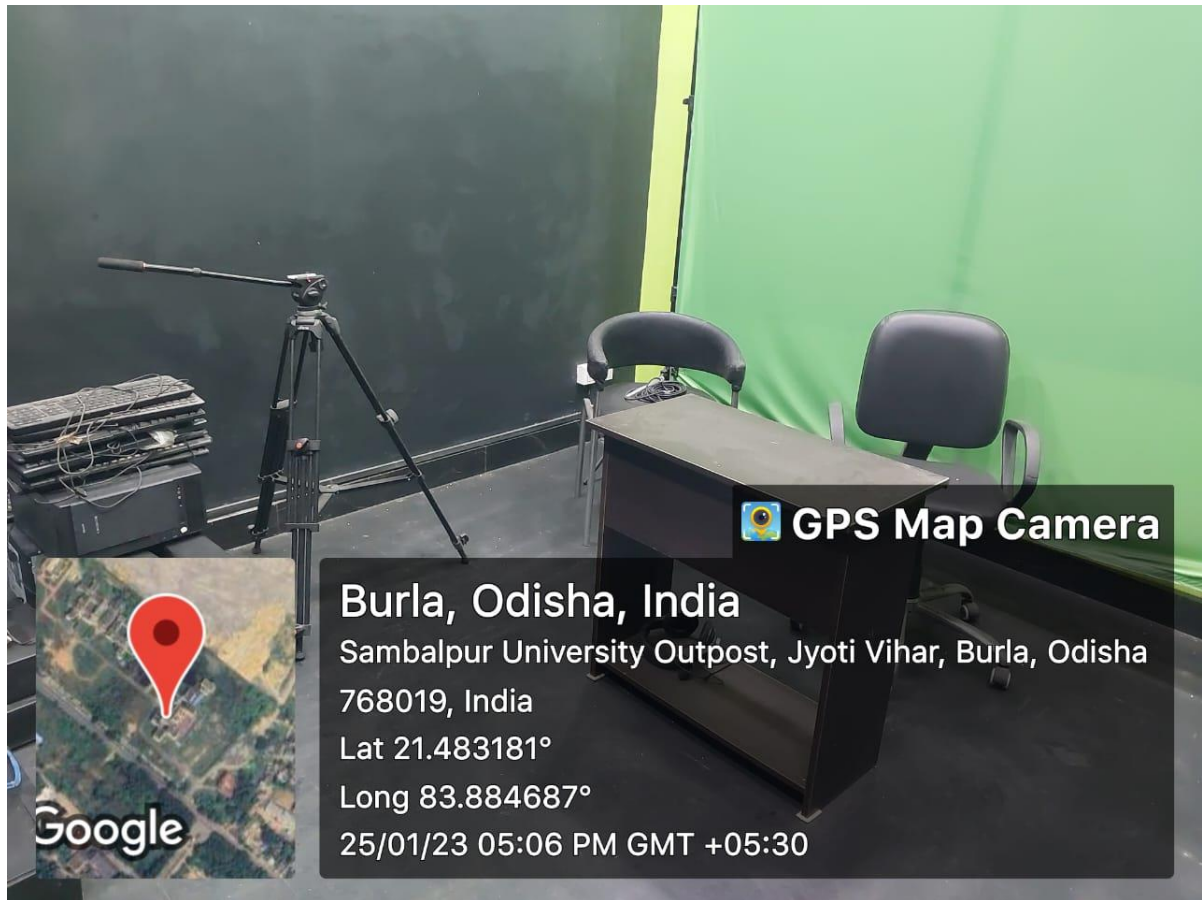 GPS Map Camera
Burla, Odisha, India
Sambalpur University Outpost, Jyoti Vihar, Burla, Odisha
768019, India
Lat 21.483181°
Long 83.884687°
25/01/23 05:06 PM GMT +05:30
Google